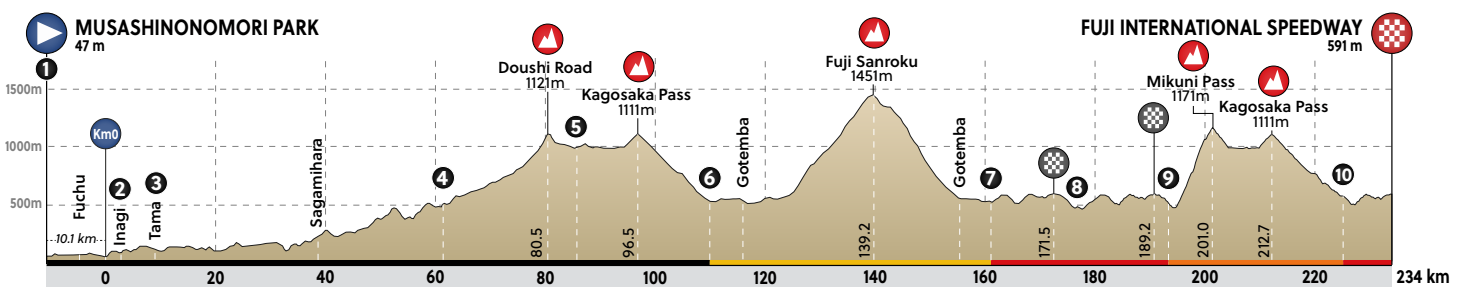 MUSASHINONOMORI PARK
47 m
FUJI INTERNATIONAL SPEEDWAY
591 m
1
Doushi Road
1121m
Kagosaka Pass
1111m
Fuji Sanroku
1451m
Mikuni Pass
1171m
Kagosaka Pass
1111m
1500m
1000m
500m
Km0
10.1 km
Fuchu
2
Inagi
3
Tama
Sagamihara
4
5
6
Gotemba
Gotemba
7
8
9
10
80.5
96.5
139.2
171.5
189.2
201.0
212.7
0
20
40
60
80
100
120
140
160
180
200
220
234 km